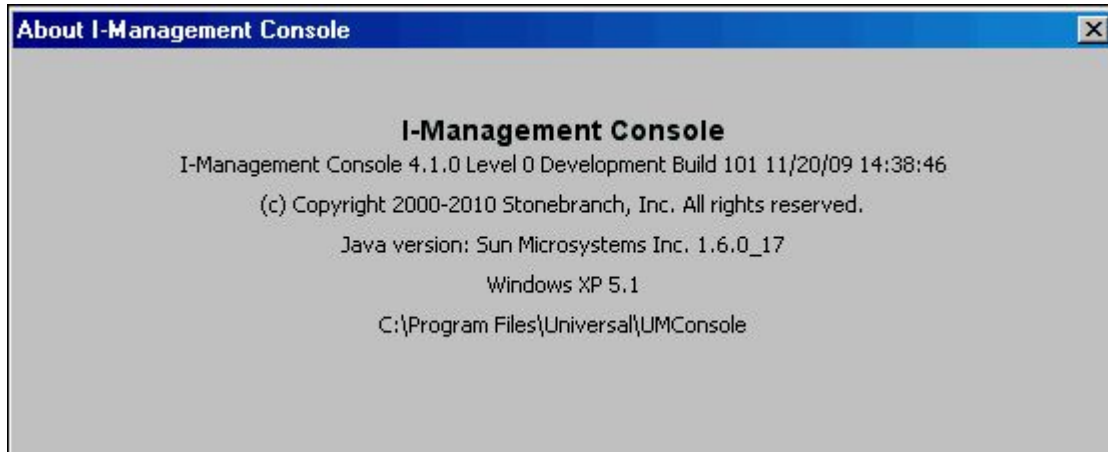 About I-Management Console
I-Management Console
I-Management Console 4.1.0 Level 0 Development Build 101 11/20/09 14:38:46
(c) Copyright 2000-2010 Stonebranch, Inc. All rights reserved.
Java version: Sun Microsystems Inc. 1.6.0_17
Windows XP 5.1
C:\Program Files\Universal\UMConsole